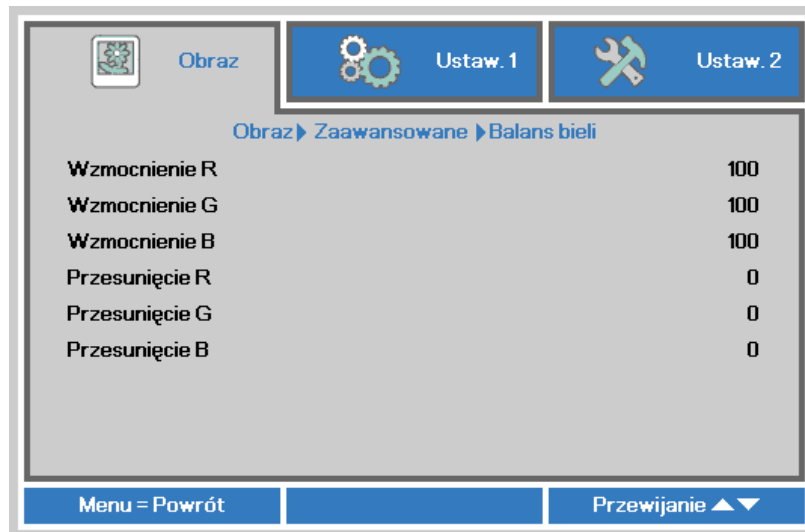 Obraz Ustaw. 1 Ustaw. 2
Obraz Zaawansowane Balans bieli
Wzmocnienie R 100
Wzmocnienie G 100
Wzmocnienie B 100
Przesunięcie R 0
Przesunięcie G 0
Przesunięcie B 0
Menu = Powrót Przewijanie ▲▼